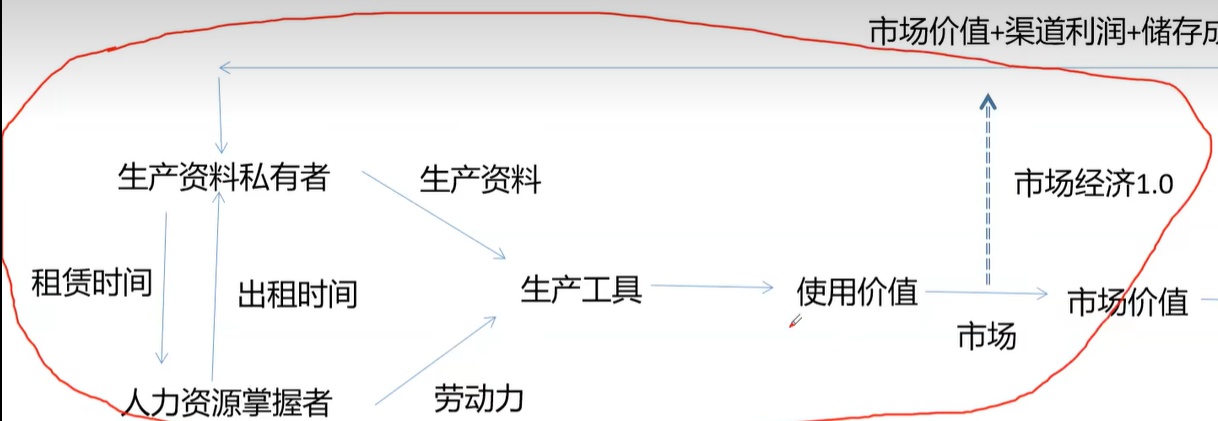 市场价值+渠道利润+储存成
生产资料私有者
生产资料
市场经济1.0
租赁时间
出租时间
生产工具
使用价值
市场价值
市场
人力资源掌握者
劳动力